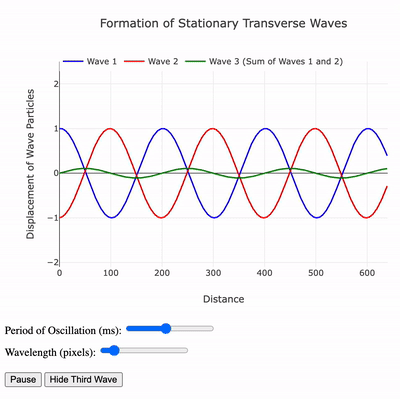 Formation of Stationary Transverse Waves
Wave 1 Wave 2 Wave 3 (Sum of Waves 1 and 2)
Displacement of Wave Particles
2
1
0
−1
−2
0 100 200 300 400 500 600
Distance
Period of Oscillation (ms):
Wavelength (pixels):
Pause Hide Third Wave